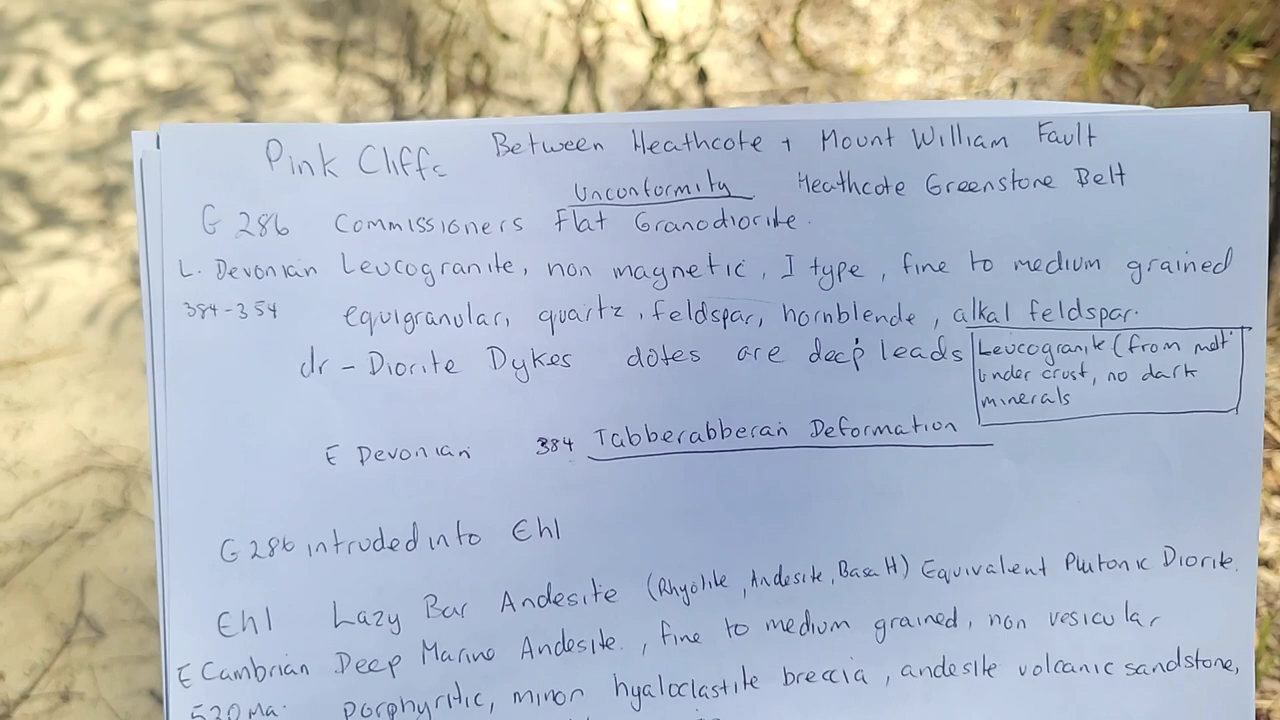 Pink Cliffs Between Heathcote + Mount William Fault
Unconformity Heathcote Greenstone Belt
G 286 Commissioners Flat Granodiorite.
L. Devonian Leucogranite, non magnetic, I type, fine to medium grained
384-354 equigranular, quartz, feldspar, hornblende, alkal feldspar.
dr - Diorite Dykes dotes are deep leads
Leucogranite (from melt
under crust, no dark
minerals
E Devonian 384 Tabberabberan Deformation
G 286 intruded into Ehl
Ehl Lazy Bar Andesite (Rhyolite, Andesite, Basalt) Equivalent Plutonic Diorite.
E Cambrian Deep Marine Andesite., fine to medium grained, non vesicular
520 Ma. porphyritic, minor hyaloclastite breccia, andesite volcanic sandstone,